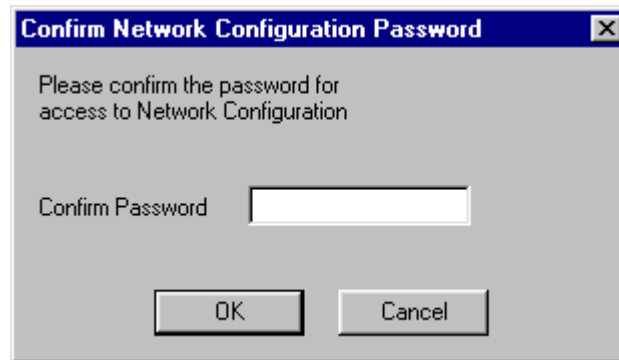 Confirm Network Configuration Password
Please confirm the password for
access to Network Configuration
Confirm Password
OK Cancel